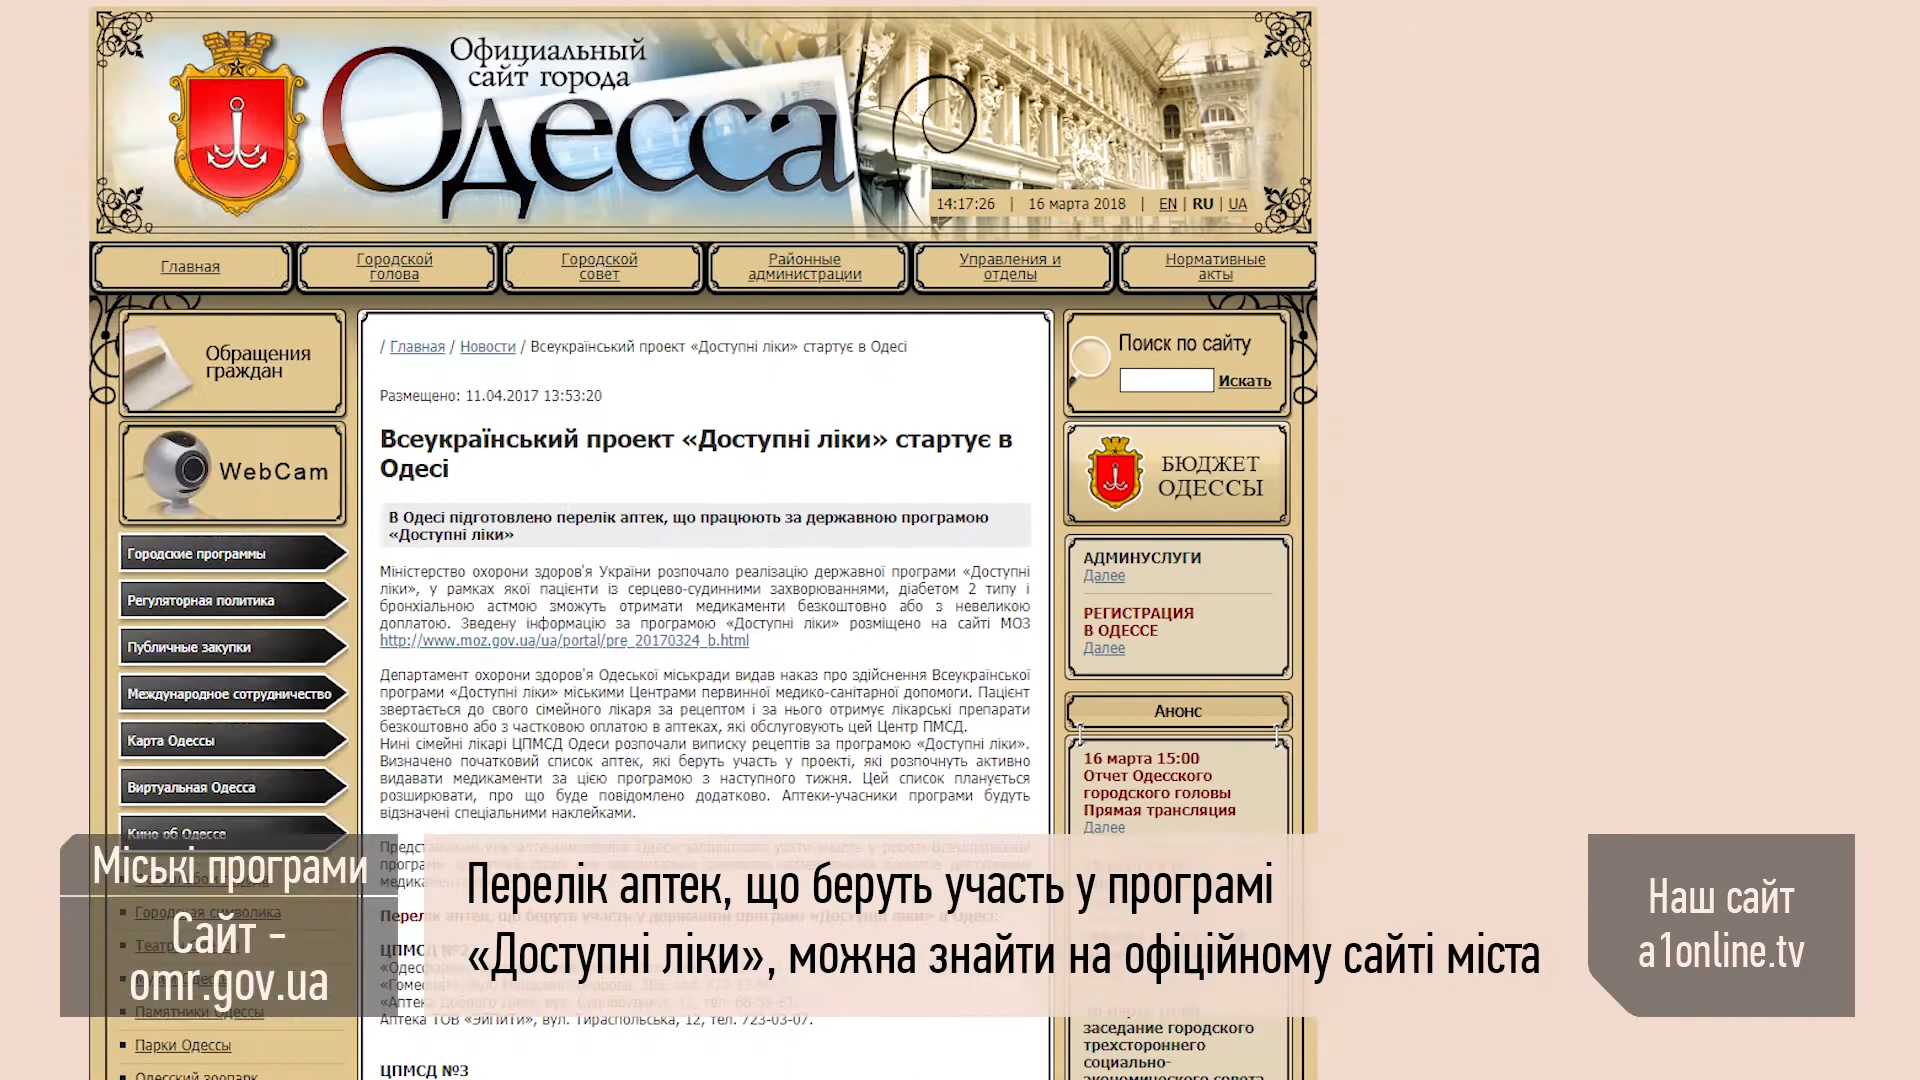 Официальный
сайт города
Одесса
14:17:26 | 16 марта 2018 | EN | RU | UA
Главная
Городской
голова
Городской
совет
Районные
администрации
Управления и
отделы
Нормативные
акты
Обращения
граждан
WebCam
Городские программы
Регуляторная политика
Публичные закупки
Международное сотрудничество
Карта Одессы
Виртуальная Одесса
Кино об Одессе
Городская символика
Памятники Одессы
Парки Одессы
Одесский зоопарк
/ Главная / Новости / Всеукраїнський проект «Доступні ліки» стартує в Одесі
Размещено: 11.04.2017 13:53:20
Всеукраїнський проект «Доступні ліки» стартує в
Одесі
В Одесі підготовлено перелік аптек, що працюють за державною програмою
«Доступні ліки»
Міністерство охорони здоров'я України розпочало реалізацію державної програми «Доступні
ліки», у рамках якої пацієнти із серцево-судинними захворюваннями, діабетом 2 типу і
бронхіальною астмою зможуть отримати медикаменти безкоштовно або з невеликою
доплатою. Зведену інформацію за програмою «Доступні ліки» розміщено на сайті МОЗ
http://www.moz.gov.ua/ua/portal/pre_20170324_b.html
Департамент охорони здоров'я Одеської міськради видав наказ про здійснення Всеукраїнської
програми «Доступні ліки» міськими Центрами первинної медико-санітарної допомоги. Пацієнт
звертається до свого сімейного лікаря за рецептом і за нього отримує лікарські препарати
безкоштовно або з частковою оплатою в аптеках, які обслуговують цей Центр ПМСД.
Нині сімейні лікарі ЦПМСД Одеси розпочали виписку рецептів за програмою «Доступні ліки».
Визначено початковий список аптек, які беруть участь у проекті, які розпочнуть активно
видавати медикаменти за цією програмою з наступного тижня. Цей список планується
розширювати, про що буде повідомлено додатково. Аптеки-учасники програми будуть
відзначені спеціальними наклейками.
Перелік аптек, що беруть участь у державній програмі «Доступні ліки» в Одесі:
Аптека ТОВ «ЭЙПИТИ», вул. Тираспольська, 12, тел. 723-03-07.
ЦПМСД №3
Поиск по сайту
Искать
БЮДЖЕТ
ОДЕССЫ
АДМИНУСЛУГИ
Далее
РЕГИСТРАЦИЯ
В ОДЕССЕ
Далее
Анонс
16 марта 15:00
Отчет Одесского
городского головы
Прямая трансляция
Далее
заседание городского
трехстороннего
социально-
экономического совета
Міські програми
Сайт -
omr.gov.ua
Перелік аптек, що беруть участь у програмі
«Доступні ліки», можна знайти на офіційному сайті міста
Наш сайт
a1online.tv